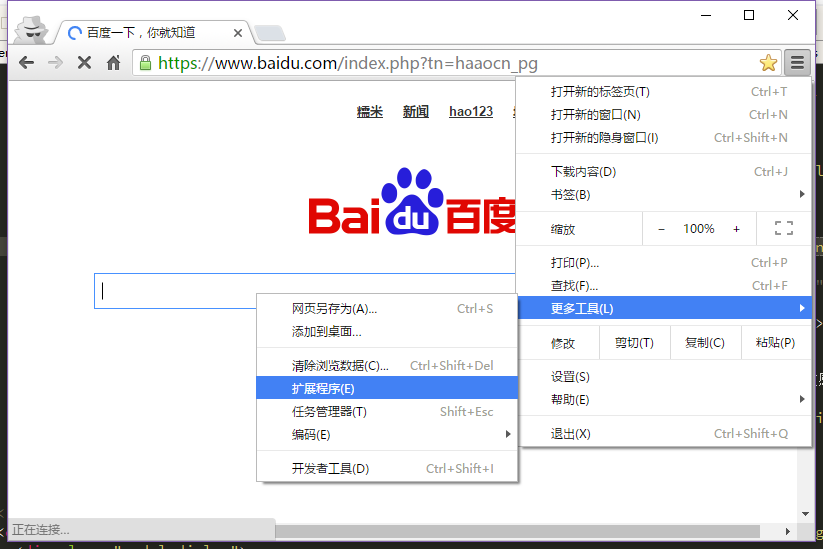 百度一下，你就知道
https://www.baidu.com/index.php?tn=haaocn_pg
糯米 新闻 hao123
Bai du 百度
打开新的标签页(T) Ctrl+T
打开新的窗口(N) Ctrl+N
打开新的隐身窗口(I) Ctrl+Shift+N
下载内容(D) Ctrl+J
书签(B)
缩放 − 100% +
打印(P)... Ctrl+P
查找(F)... Ctrl+F
更多工具(L)
修改 剪切(T) 复制(C) 粘贴(P)
设置(S)
帮助(E)
退出(X) Ctrl+Shift+Q
网页另存为(A)... Ctrl+S
添加到桌面...
清除浏览数据(C)... Ctrl+Shift+Del
扩展程序(E)
任务管理器(T) Shift+Esc
编码(E)
开发者工具(D) Ctrl+Shift+I
正在连接...